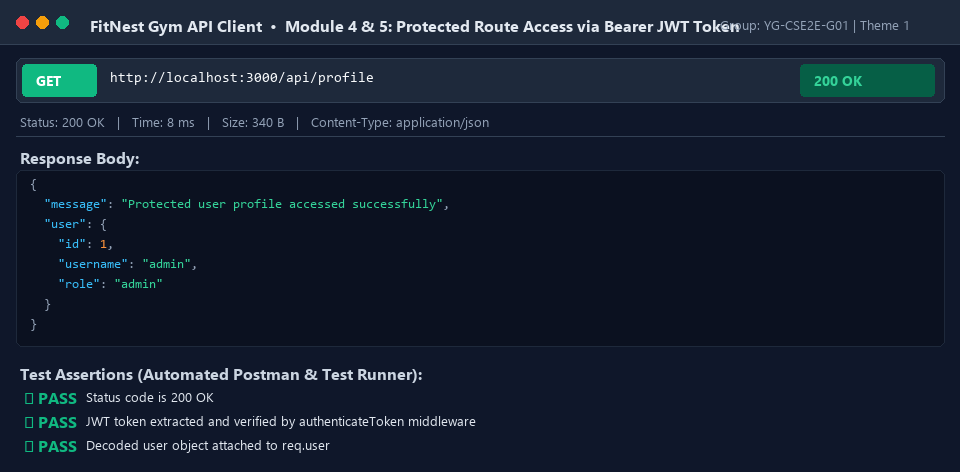 FitNest Gym API Client • Module 4 & 5: Protected Route Access via Bearer JWT Token
Group: YG-CSE2E-G01 | Theme 1
GET http://localhost:3000/api/profile 200 OK
Status: 200 OK | Time: 8 ms | Size: 340 B | Content-Type: application/json
Response Body:
{
"message": "Protected user profile accessed successfully",
"user": {
"id": 1,
"username": "admin",
"role": "admin"
}
}
Test Assertions (Automated Postman & Test Runner):
PASS Status code is 200 OK
PASS JWT token extracted and verified by authenticateToken middleware
PASS Decoded user object attached to req.user